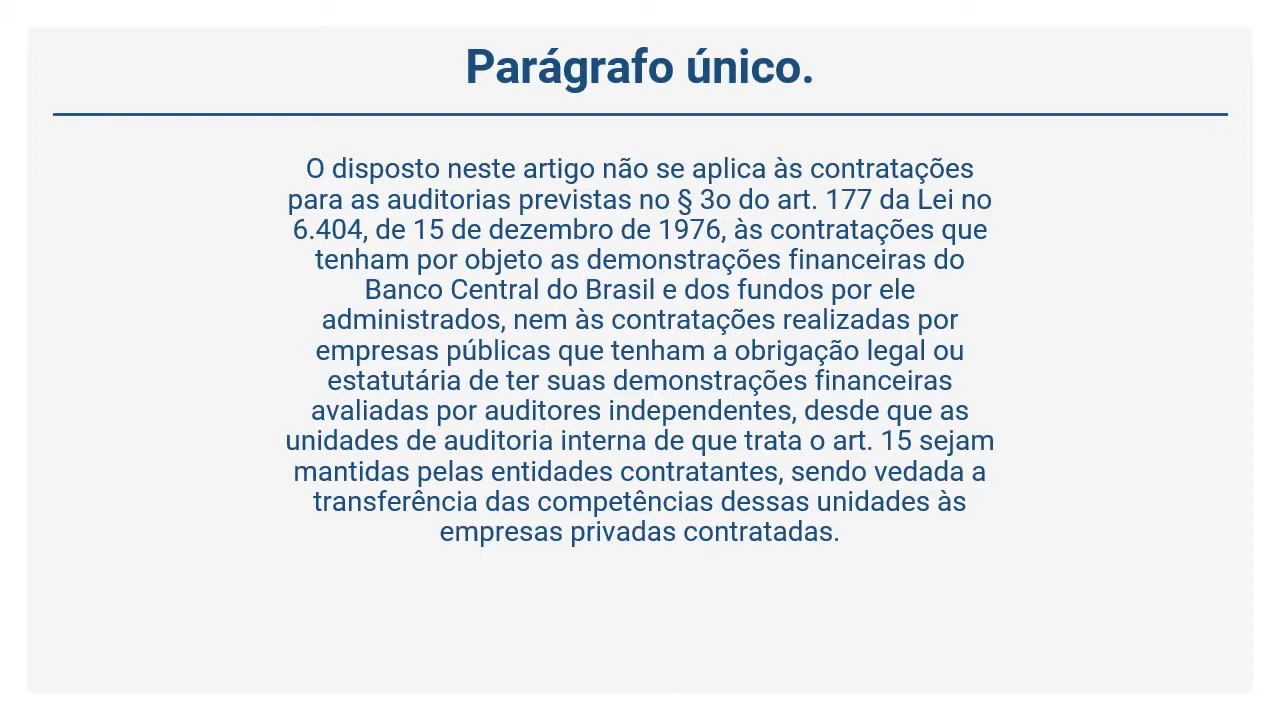 Parágrafo único.
O disposto neste artigo não se aplica às contratações
para as auditorias previstas no § 3o do art. 177 da Lei no
6.404, de 15 de dezembro de 1976, às contratações que
tenham por objeto as demonstrações financeiras do
Banco Central do Brasil e dos fundos por ele
administrados, nem às contratações realizadas por
empresas públicas que tenham a obrigação legal ou
estatutária de ter suas demonstrações financeiras
avaliadas por auditores independentes, desde que as
unidades de auditoria interna de que trata o art. 15 sejam
mantidas pelas entidades contratantes, sendo vedada a
transferência das competências dessas unidades às
empresas privadas contratadas.